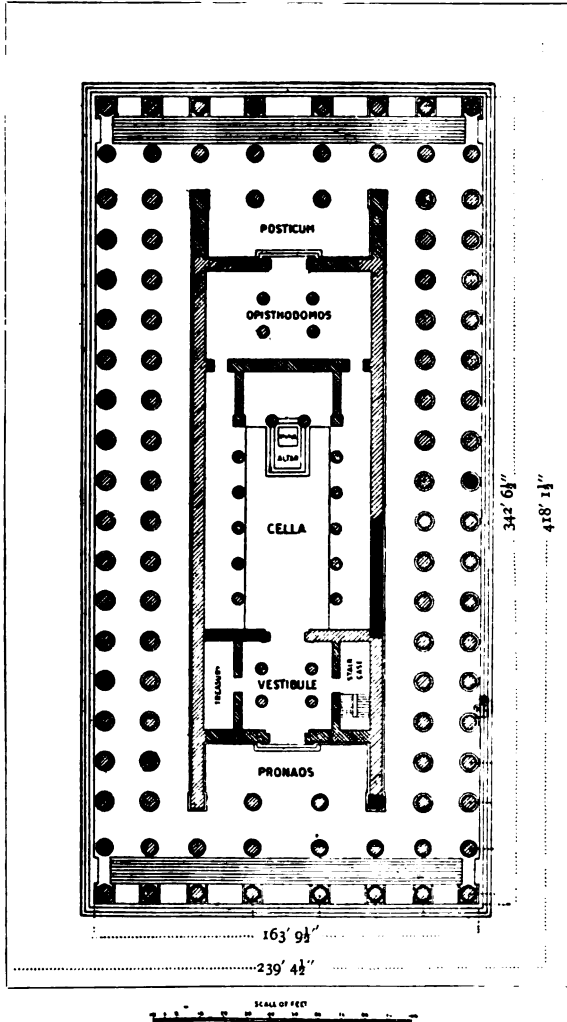 POSTICUM
OPISTHODOMOS
ALTAR
CELLA
342′ 6½″
418′ 1½″
TREASURY
VESTIBULE
STAIR
CASE
PRONAOS
163′ 9½″
239′ 4½″
SCALE OF FEET